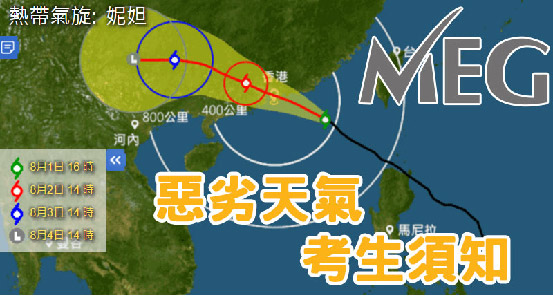 熱帶氣旋: 妮妲
MEG
台
香港
400公里
800公里
河內
8月1日 16 時
8月2日 14 時
8月3日 14 時
L 8月4日 14 時
惡劣天氣
馬尼拉
考生須知